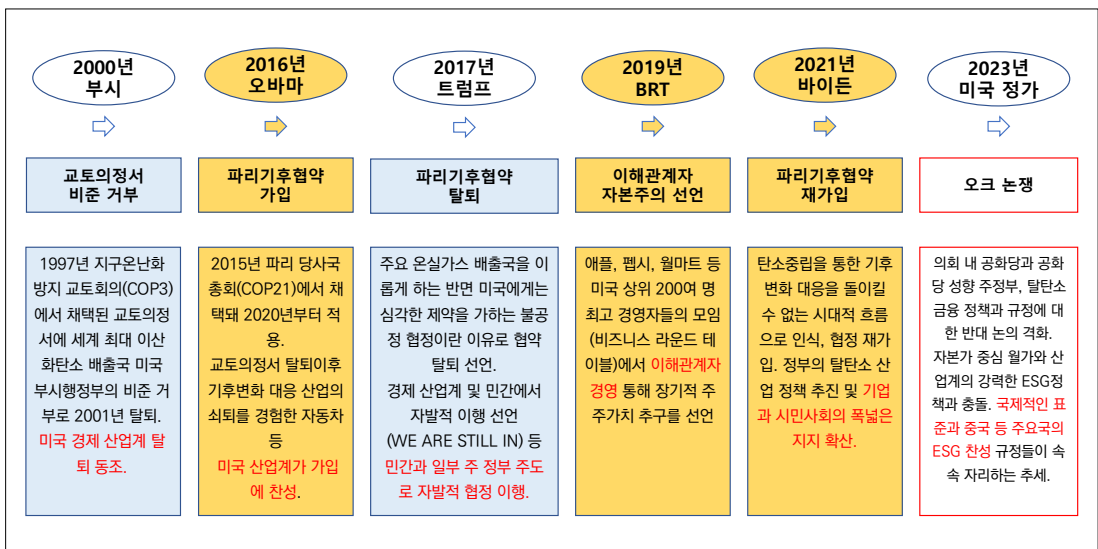 2000년
부시
2016년
오바마
2017년
트럼프
2019년
BRT
2021년
바이든
2023년
미국 정가
교토의정서
비준 거부
파리기후협약
가입
파리기후협약
탈퇴
이해관계자
자본주의 선언
파리기후협약
재가입
오크 논쟁
1997년 지구온난화
방지 교토회의(COP3)
에서 채택된 교토의정
서에 세계 최대 이산
화탄소 배출국 미국
부시행정부의 비준 거
부로 2001년 탈퇴.
미국 경제 산업계 탈
퇴 동조.
2015년 파리 당사국
총회(COP21)에서 채
택돼 2020년부터 적
용.
교토의정서 탈퇴이후
기후변화 대응 산업의
쇠퇴를 경험한 자동차
등
미국 산업계가 가입
에 찬성.
주요 온실가스 배출국을 이
롭게 하는 반면 미국에게는
심각한 제약을 가하는 불공
정 협정이란 이유로 협약
탈퇴 선언.
경제 산업계 및 민간에서
자발적 이행 선언
(WE ARE STILL IN) 등
민간과 일부 주 정부 주도
로 자발적 협정 이행.
애플, 펩시, 월마트 등
미국 상위 200여 명
최고 경영자들의 모임
(비즈니스 라운드 테
이블)에서 이해관계자
경영 통해 장기적 주
주가치 추구를 선언
탄소중립을 통한 기후
변화 대응을 돌이킬
수 없는 시대적 흐름
으로 인식, 협정 재가
입. 정부의 탈탄소 산
업 정책 추진 및 기업
과 시민사회의 폭넓은
지지 확산.
의회 내 공화당과 공화
당 성향 주정부, 탈탄소
금융 정책과 규정에 대
한 반대 논의 격화.
자본가 중심 월가와 산
업계의 강력한 ESG정
책과 충돌. 국제적인 표
준과 중국 등 주요국의
ESG 찬성 규정들이 속
속 자리하는 추세.